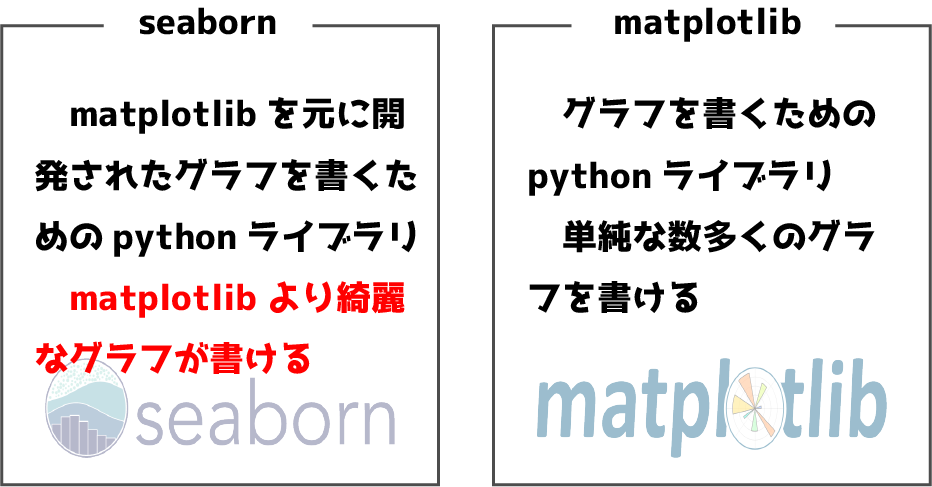 seaborn
matplotlib を元に開
発されたグラフを書くた
めの python ライブラリ
matplotlib より綺麗
なグラフが書ける
seaborn
matplotlib
グラフを書くための
python ライブラリ
単純な数多くのグラ
フを書ける
matplotlib